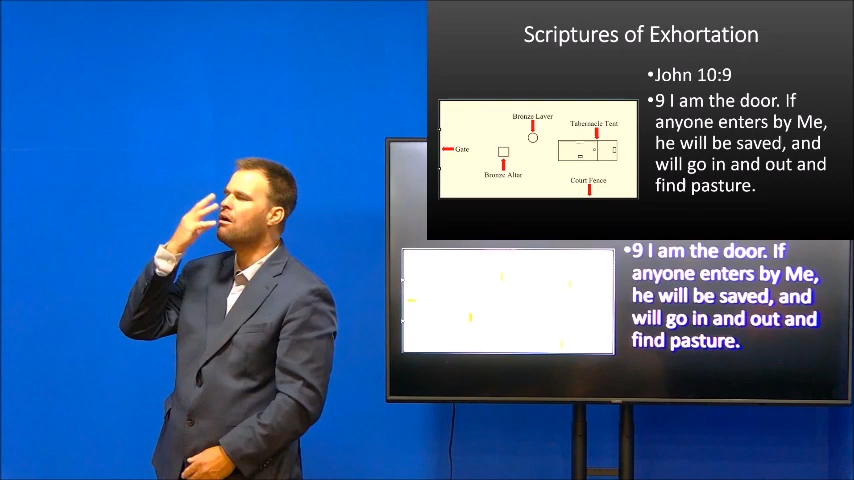 Scriptures of Exhortation
•John 10:9
•9 I am the door. If
anyone enters by Me,
he will be saved, and
will go in and out and
find pasture.
Bronze Laver
Tabernacle Tent
Gate
Bronze Altar
Court Fence
•9 I am the door. If
anyone enters by Me,
he will be saved, and
will go in and out and
find pasture.